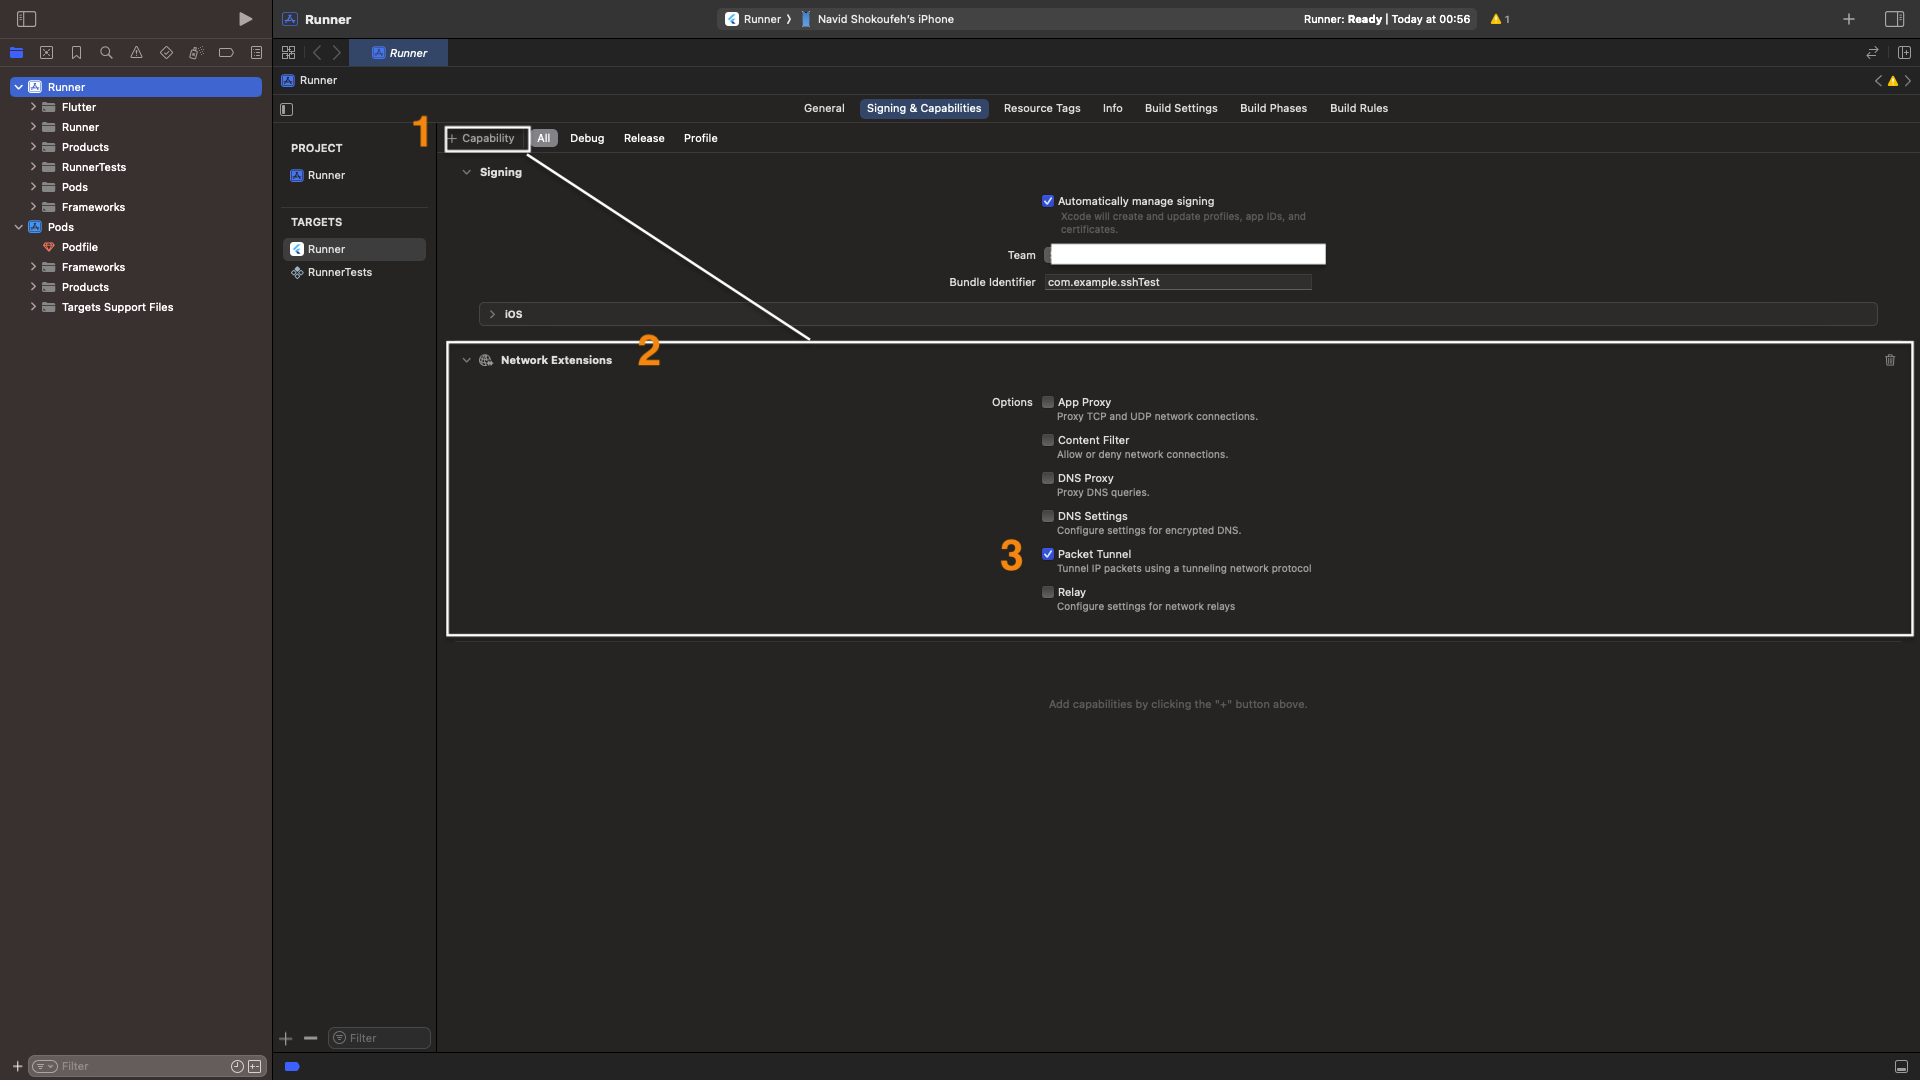 Runner
Runner ⟩ Navid Shokoufeh's iPhone
Runner: Ready | Today at 00:56
1
Runner
Runner
Runner
Flutter
Runner
Products
RunnerTests
Pods
Frameworks
Pods
Podfile
Frameworks
Products
Targets Support Files
General Signing & Capabilities Resource Tags Info Build Settings Build Phases Build Rules
PROJECT
Runner
TARGETS
Runner
RunnerTests
1
+ Capability All Debug Release Profile
Signing
Automatically manage signing
Xcode will create and update profiles, app IDs, and
certificates.
Team
Bundle Identifier com.example.sshTest
iOS
Network Extensions 2
Options App Proxy
Proxy TCP and UDP network connections.
Content Filter
Allow or deny network connections.
DNS Proxy
Proxy DNS queries.
DNS Settings
Configure settings for encrypted DNS.
3 Packet Tunnel
Tunnel IP packets using a tunneling network protocol
Relay
Configure settings for network relays
Add capabilities by clicking the "+" button above.
Filter
Filter